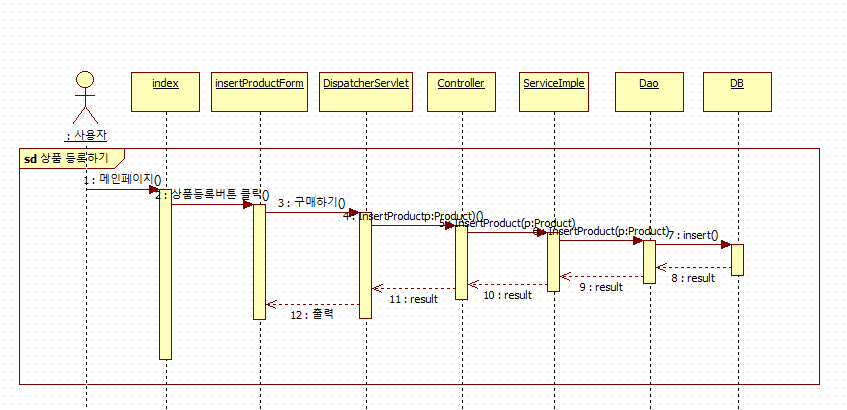 index
insertProductForm
DispatcherServlet
Controller
ServiceImple
Dao
DB
: 사용자
sd 상품 등록하기
1 : 메인페이지()
2 : 상품등록버튼 클릭()
3 : 구매하기()
4 : InsertProductp:Product)()
5 : InsertProduct(p:Product)
6 : InsertProduct(p:Product)
7 : insert()
8 : result
9 : result
10 : result
11 : result
12 : 출력